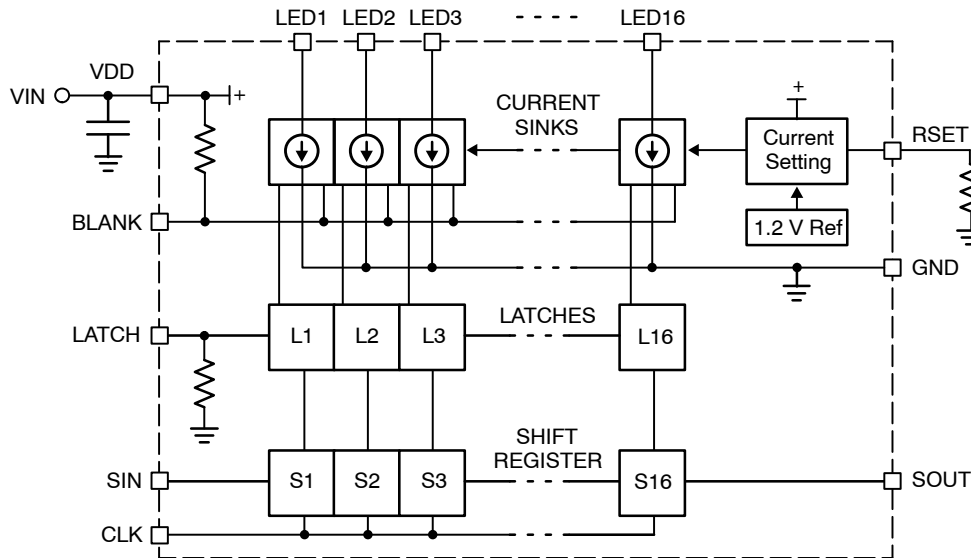 LED1 LED2 LED3 LED16
VDD
VIN
+
CURRENT
SINKS
+
Current
Setting
RSET
BLANK
1.2 V Ref
GND
LATCH
L1 L2 L3
LATCHES
L16
SHIFT
REGISTER
SIN
S1 S2 S3
S16
SOUT
CLK